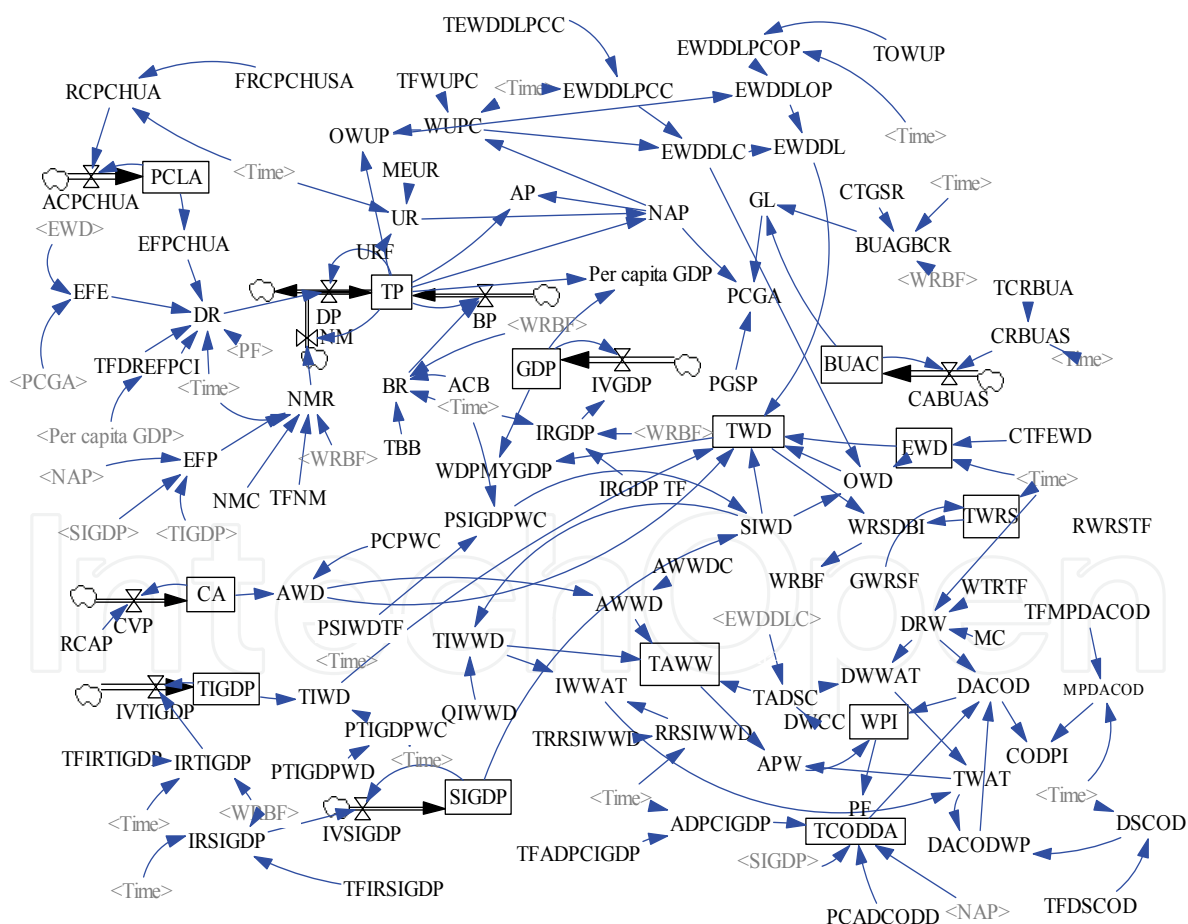 TEWDDLPCC
EWDDLPCOP
TOWUP
FRCPCHUSA
RCPCHUA
TFWUPC
<Time>
EWDDLPCC
EWDDLOP
OWUP
WUPC
<Time>
EWDDLC
EWDDL
<Time>
MEUR
PCLA
ACPCHUA
AP
GL
CTGSR
<Time>
<EWD>
UR
NAP
EFPCHUA
BUAGBCR
URF
Per capita GDP
<WRBF>
EFE
TP
PCGA
TCRBUA
DR
DP
BP
NM
<WRBF>
CRBUAS
<PF>
<Time>
TFDREFPCI
GDP
IVGDP
BUAC
<PCGA>
<Time>
NMR
BR
ACB
PGSP
CABUAS
<Time>
<Per capita GDP>
IRGDP
<WRBF>
TWD
EWD
CTFEWD
TBB
WDPMYGDP
EFP
<WRBF>
<NAP>
OWD
<Time>
NMC
TFNM
IRGDP TF
PSIGDPWC
SIWD
WRSDBI
TWRS
RWRSTF
<SIGDP>
<TIGDP>
PCPWC
AWWDC
WRBF
GWRSF
WTRTF
CA
AWD
AWWD
<EWDDLC>
TFMPDACOD
RCAP
CVP
PSIWDTF
TIWWD
DRW
MC
<Time>
TAWW
IWWAT
DWWAT
DACOD
MPDACOD
TIGDP
TIWD
TADSC
IVTIGDP
QIWWD
DWCC
WPI
PTIGDPWC
TRRSIWWD
RRSIWWD
CODPI
TFIRTIGDP
IRTIGDP
PTIGDPWD
<Time>
APW
TWAT
SIGDP
<Time>
<Time>
<WRBF>
PF
<Time>
IVSIGDP
IRSIGDP
ADPCIGDP
TCODDA
DACODWP
DSCOD
TFADPCIGDP
<SIGDP>
<Time>
TFIRSIGDP
PCADCODD
<NAP>
TFDSCOD
IntechOpen